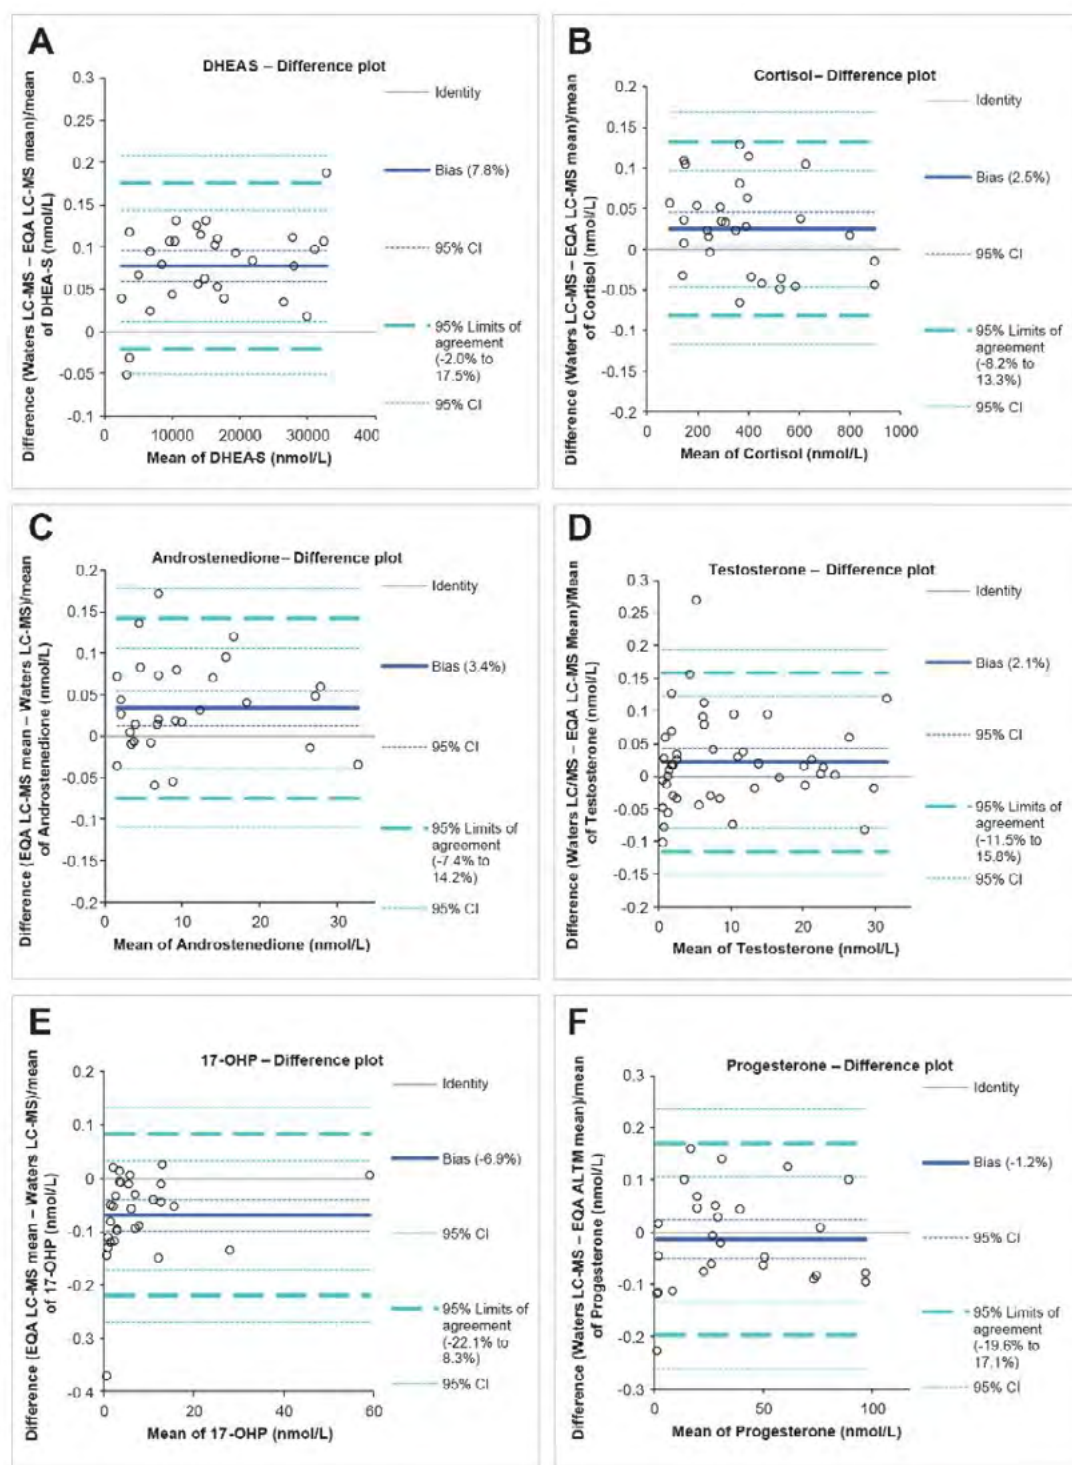 A
DHEAS – Difference plot
Difference (Waters LC-MS – EQA LC-MS mean)/mean
of DHEA-S (nmol/L)
0.3
0.25
0.2
0.15
0.1
0.05
0
-0.05
-0.1
0 10000 20000 30000 400
Mean of DHEA-S (nmol/L)
Identity
Bias (7.8%)
95% CI
95% Limits of
agreement
(-2.0% to
17.5%)
95% CI
B
Cortisol – Difference plot
Difference (Waters LC-MS – EQA LC-MS mean)/mean
of Cortisol (nmol/L)
0.2
0.15
0.1
0.05
0
-0.05
-0.1
-0.15
-0.2
0 200 400 600 800 1000
Mean of Cortisol (nmol/L)
Identity
Bias (2.5%)
95% CI
95% Limits of
agreement
(-8.2% to
13.3%)
95% CI
C
Androstenedione – Difference plot
Difference (EQA LC-MS mean – Waters LC-MS)/mean
of Androstenedione (nmol/L)
0.2
0.15
0.1
0.05
0
-0.05
-0.1
-0.15
-0.2
0 10 20 30
Mean of Androstenedione (nmol/L)
Identity
Bias (3.4%)
95% CI
95% Limits of
agreement
(-7.4% to
14.2%)
95% CI
D
Testosterone – Difference plot
Difference (Waters LC/MS – EQA LC-MS Mean)/Mean
of Testosterone (nmol/L)
0.3
0.25
0.2
0.15
0.1
0.05
0
-0.05
-0.1
-0.15
-0.2
0 10 20 30
Mean of Testosterone (nmol/L)
Identity
Bias (2.1%)
95% CI
95% Limits of
agreement
(-11.5% to
15.8%)
95% CI
E
17-OHP – Difference plot
Difference (EQA LC-MS mean – Waters LC-MS)/mean
of 17-OHP (nmol/L)
0.2
0.1
0
-0.1
-0.2
-0.3
-0.4
0 20 40 60
Mean of 17-OHP (nmol/L)
Identity
Bias (-6.9%)
95% CI
95% Limits of
agreement
(-22.1% to
8.3%)
95% CI
F
Progesterone – Difference plot
Difference (Waters LC-MS – EQA ALTM mean)/mean
of Progesterone (nmol/L)
0.3
0.2
0.1
0
-0.1
-0.2
-0.3
0 50 100
Mean of Progesterone (nmol/L)
Identity
Bias (-1.2%)
95% CI
95% Limits of
agreement
(-19.6% to
17.1%)
95% CI